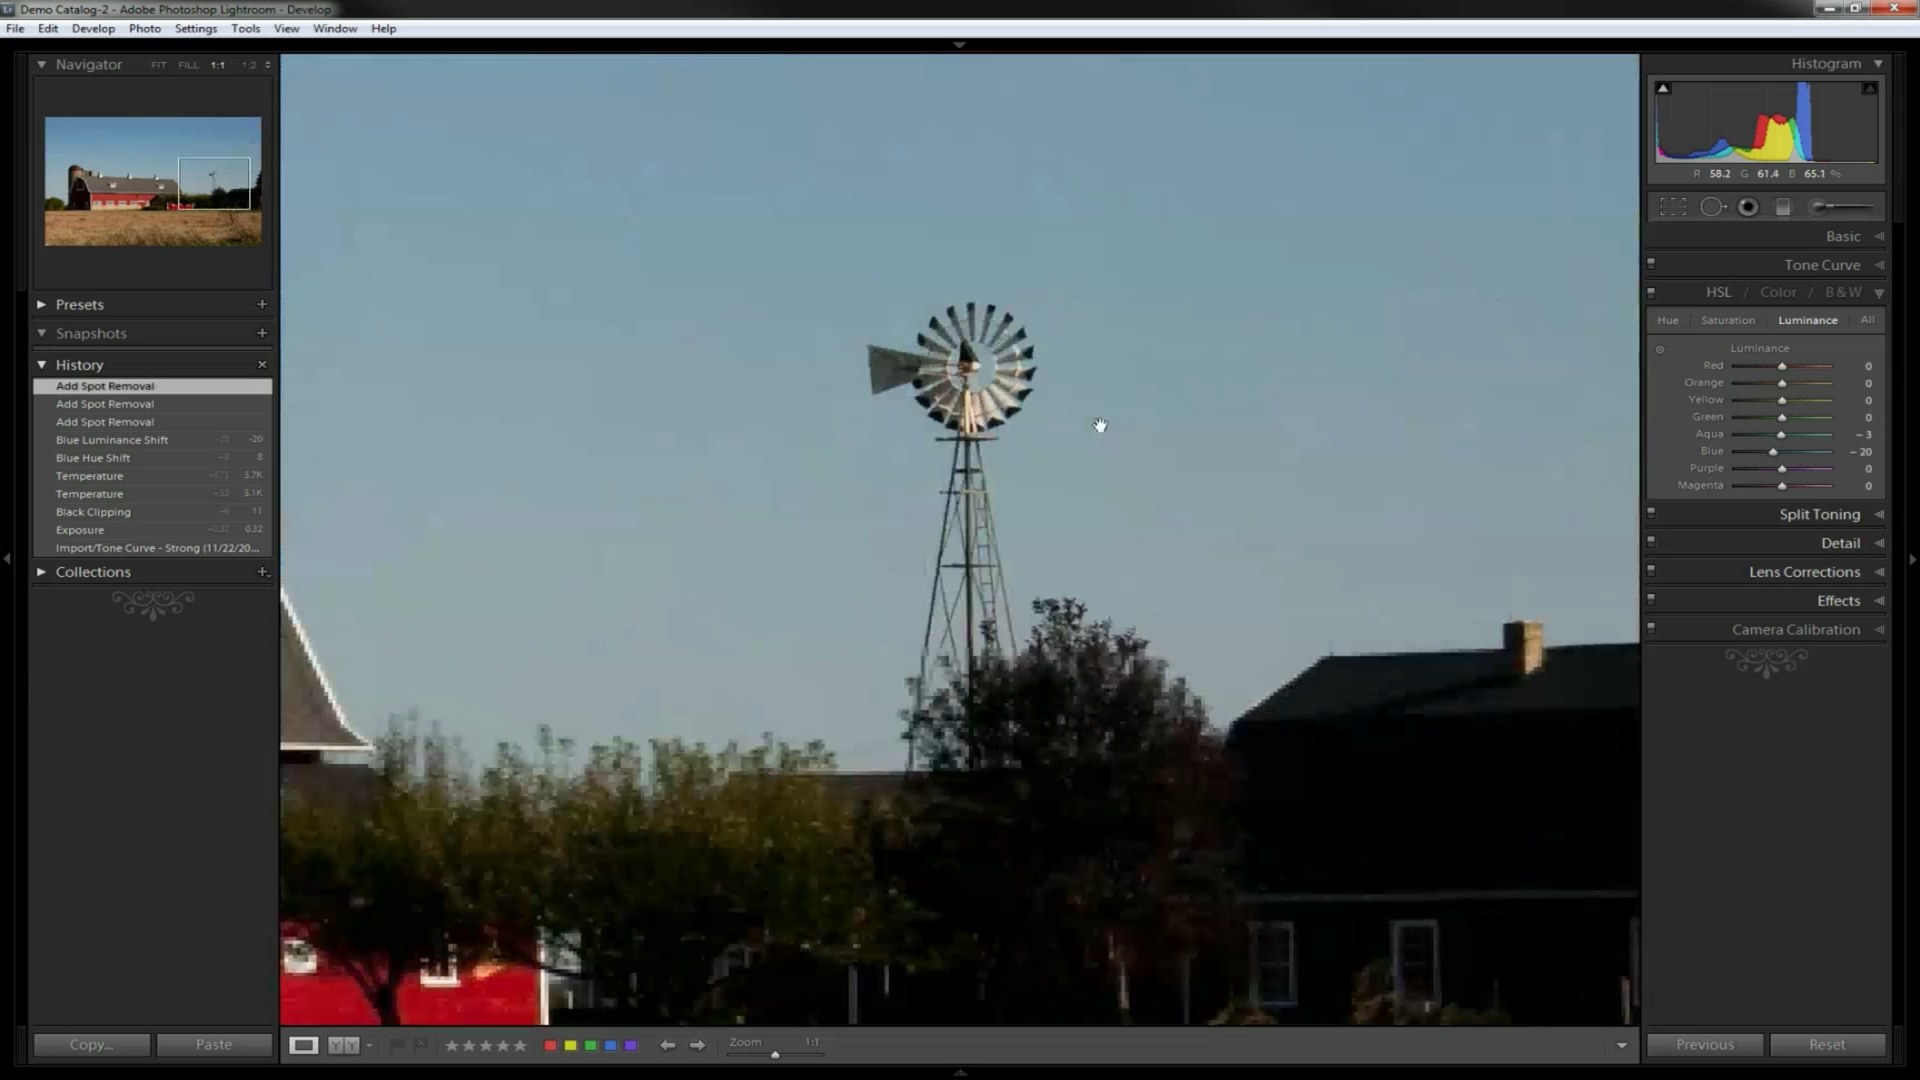 Demo Catalog-2 - Adobe Photoshop Lightroom - Develop
File Edit Develop Photo Settings Tools View Window Help
Navigator FIT FILL 1:1 1:2
Presets
Snapshots
History
Add Spot Removal
Add Spot Removal
Add Spot Removal
Blue Luminance Shift -20 -20
Blue Hue Shift 8
Temperature 5.7K
Temperature 5.1K
Black Clipping 11
Exposure 0.32
Import/Tone Curve - Strong (11/22/20...
Collections
Copy... Paste
Zoom 1:1
Histogram
R 58.2 G 61.4 B 65.1 %
Basic
Tone Curve
HSL / Color / B & W
Hue Saturation Luminance All
Luminance
Red 0
Orange 0
Yellow 0
Green 0
Aqua - 3
Blue - 20
Purple 0
Magenta 0
Split Toning
Detail
Lens Corrections
Effects
Camera Calibration
Previous Reset